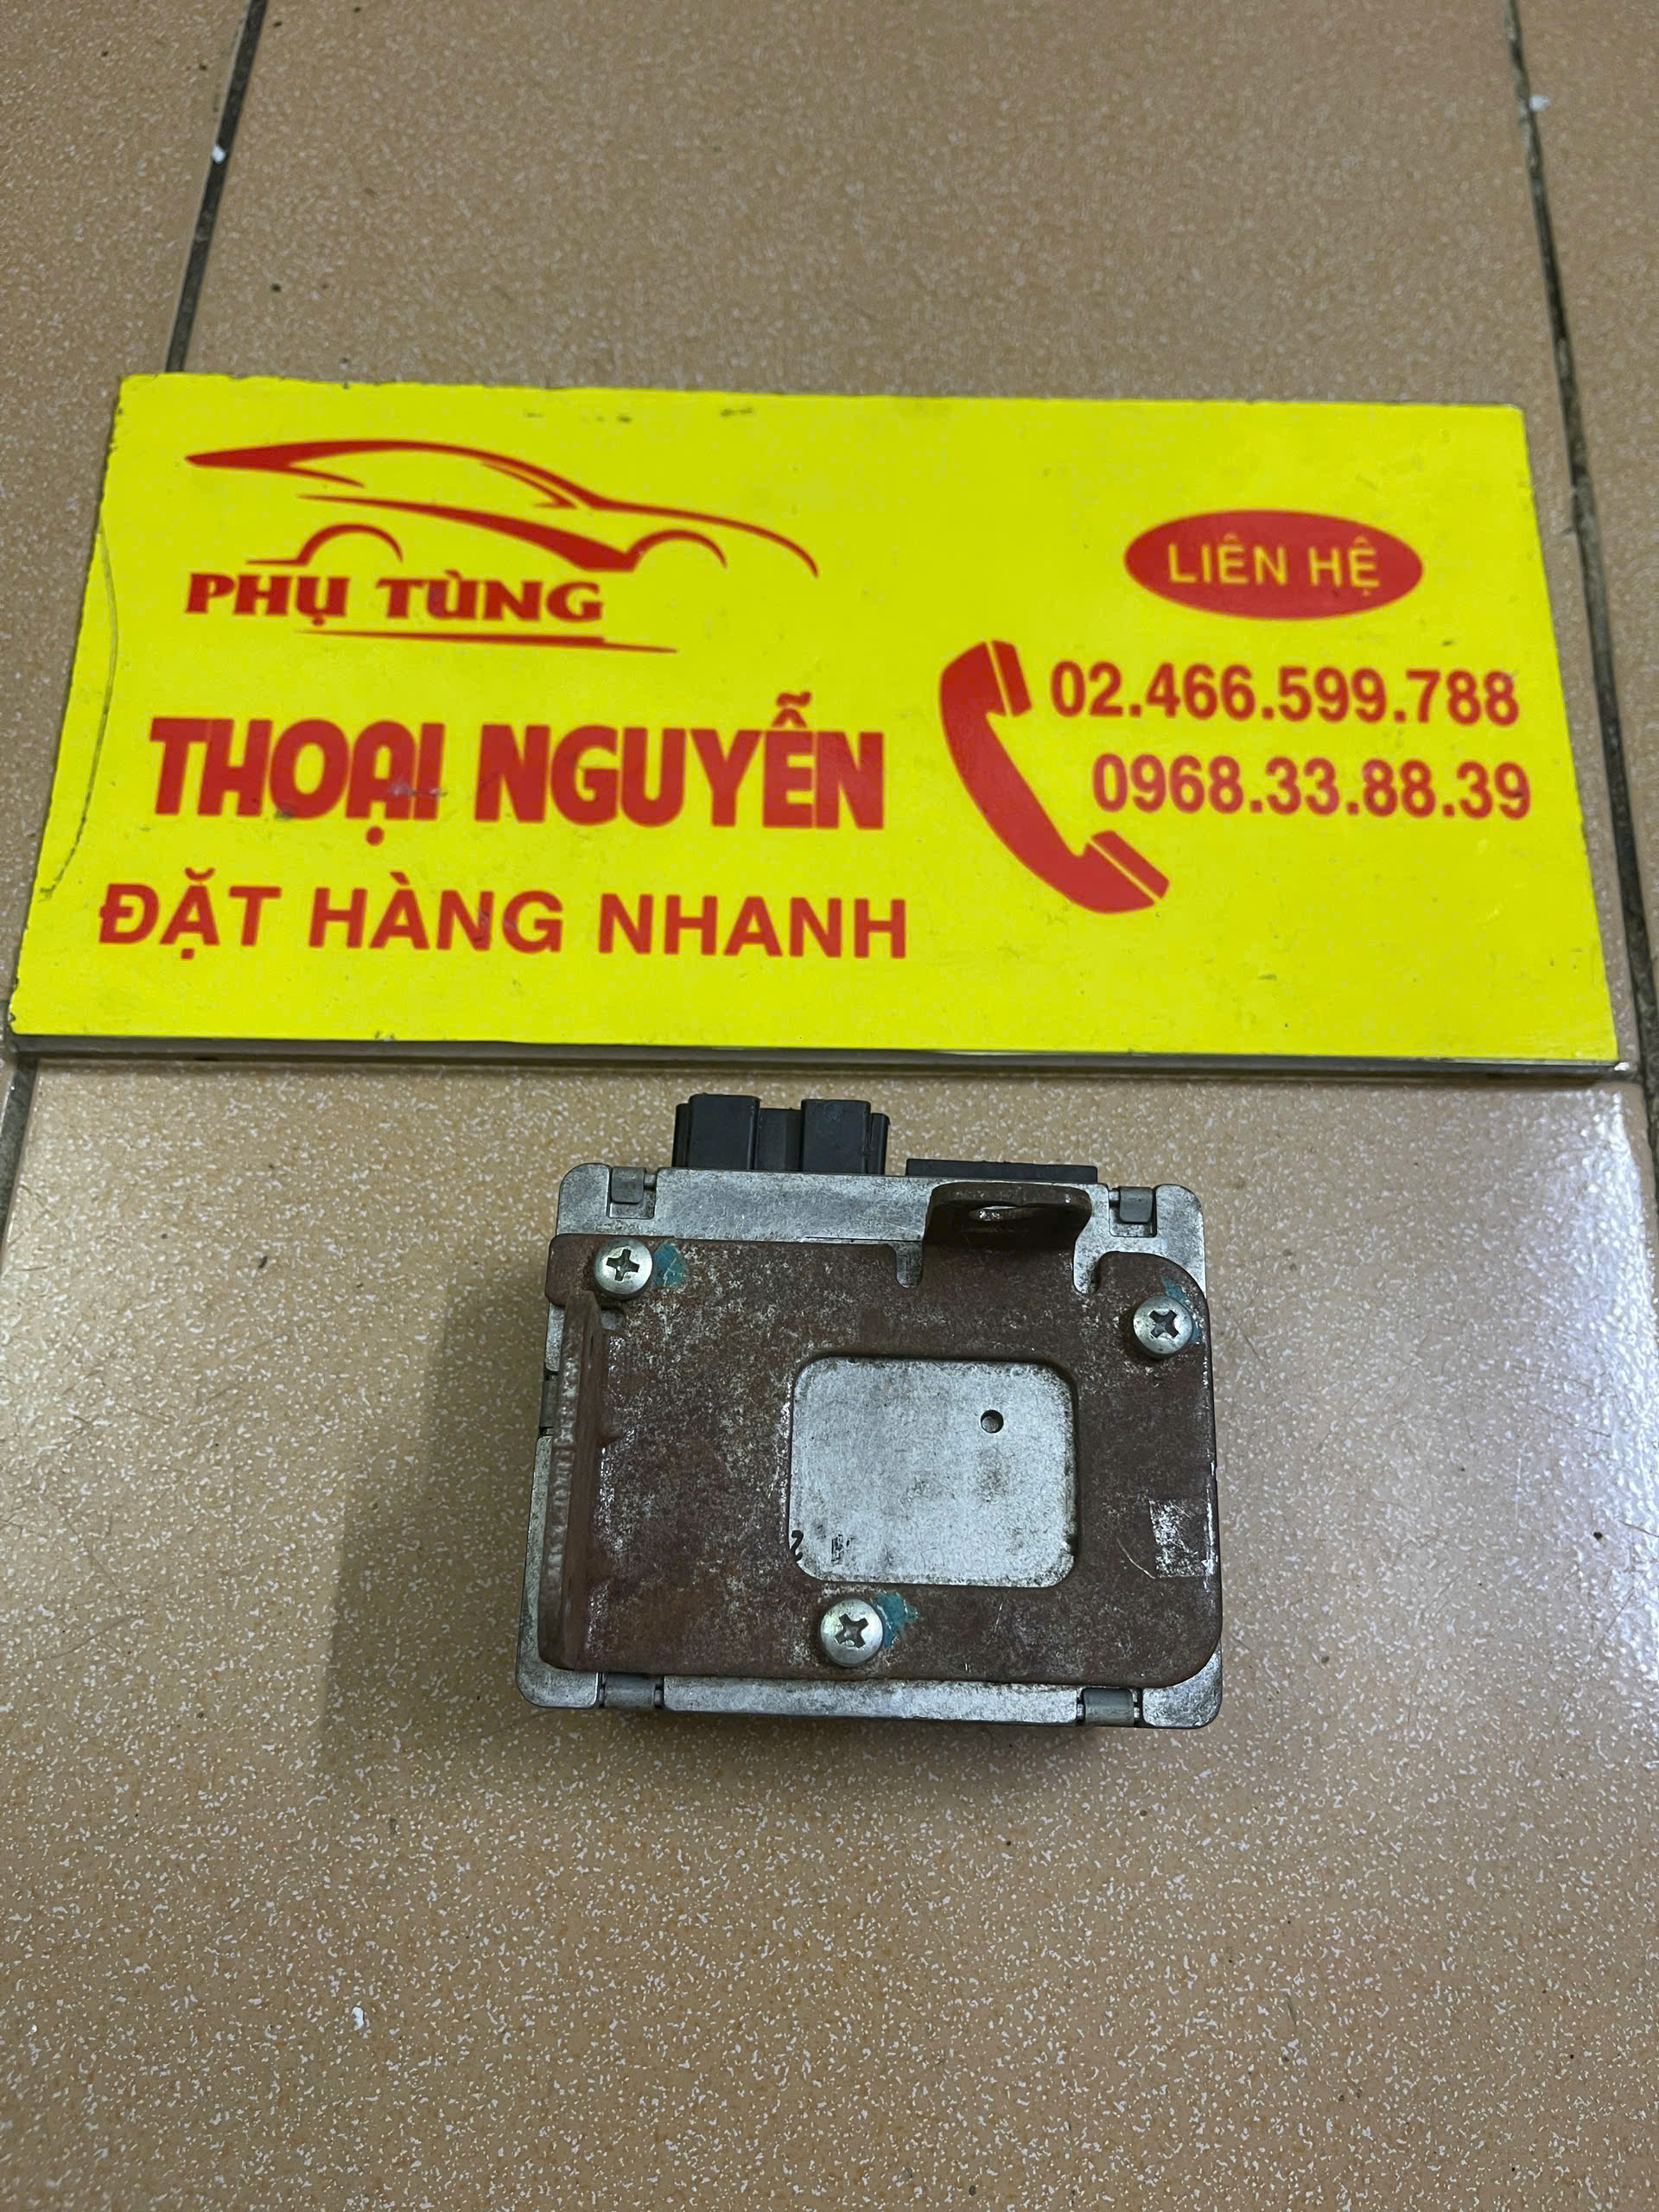 PHỤ TÙNG
THOẠI NGUYỄN
ĐẶT HÀNG NHANH
LIÊN HỆ
02.466.599.788
0968.33.88.39